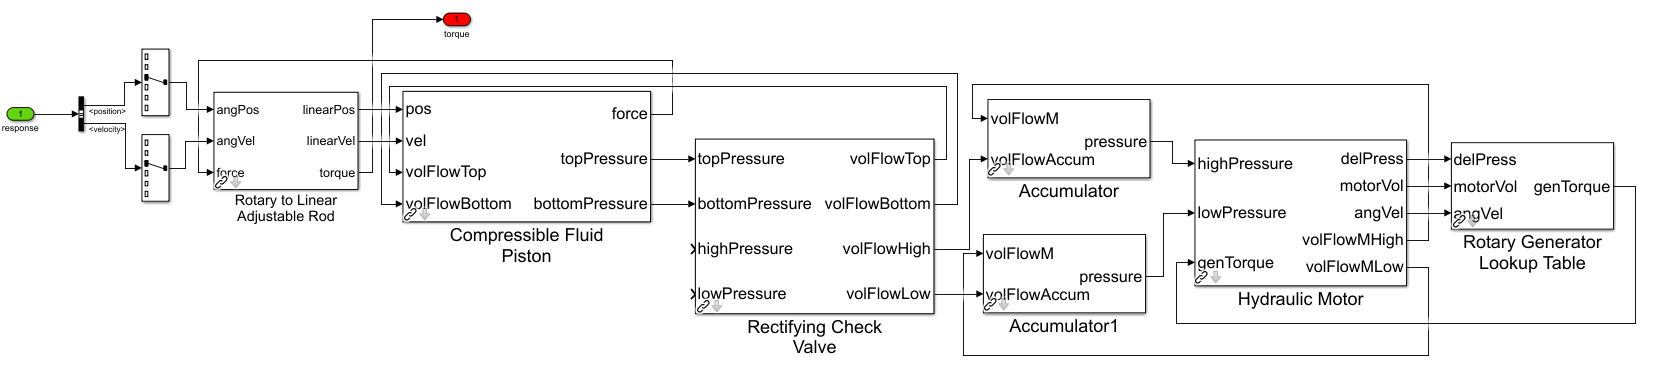 1
torque
1
response
<position>
<velocity>
angPos
angVel
force
linearPos
linearVel
torque
Rotary to Linear
Adjustable Rod
pos
vel
volFlowTop
volFlowBottom
force
topPressure
bottomPressure
Compressible Fluid
Piston
topPressure
bottomPressure
highPressure
lowPressure
volFlowTop
volFlowBottom
volFlowHigh
volFlowLow
Rectifying Check
Valve
volFlowM
volFlowAccum
pressure
Accumulator
volFlowM
volFlowAccum
pressure
Accumulator1
highPressure
lowPressure
genTorque
delPress
motorVol
angVel
volFlowMHigh
volFlowMLow
Hydraulic Motor
delPress
motorVol
angVel
genTorque
Rotary Generator
Lookup Table